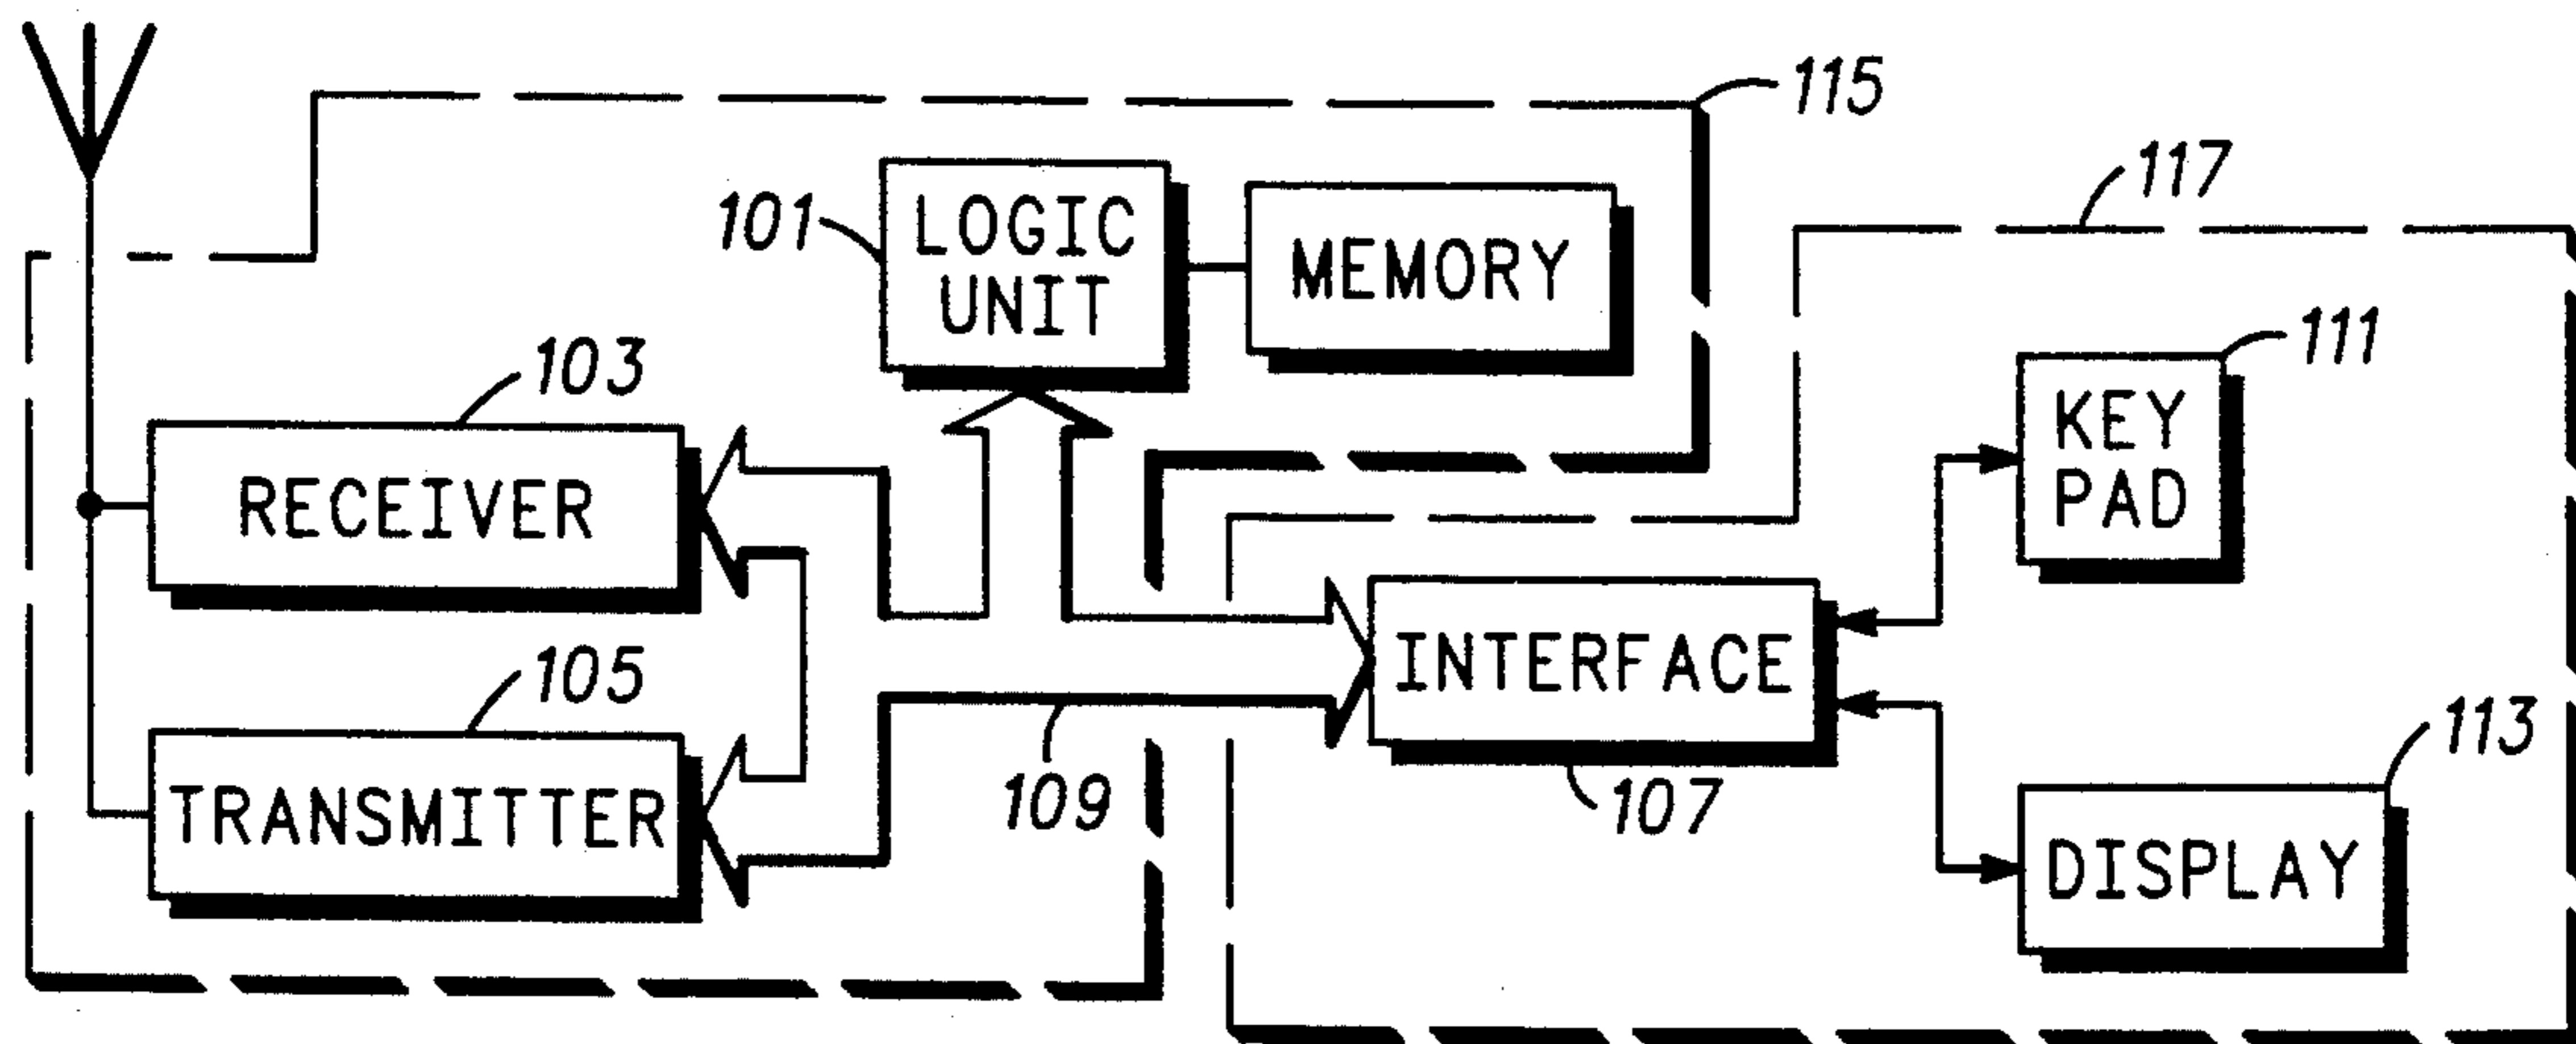 115
117
101
LOGIC
UNIT
MEMORY
103
111
KEY
PAD
RECEIVER
105
INTERFACE
113
109
107
TRANSMITTER
DISPLAY